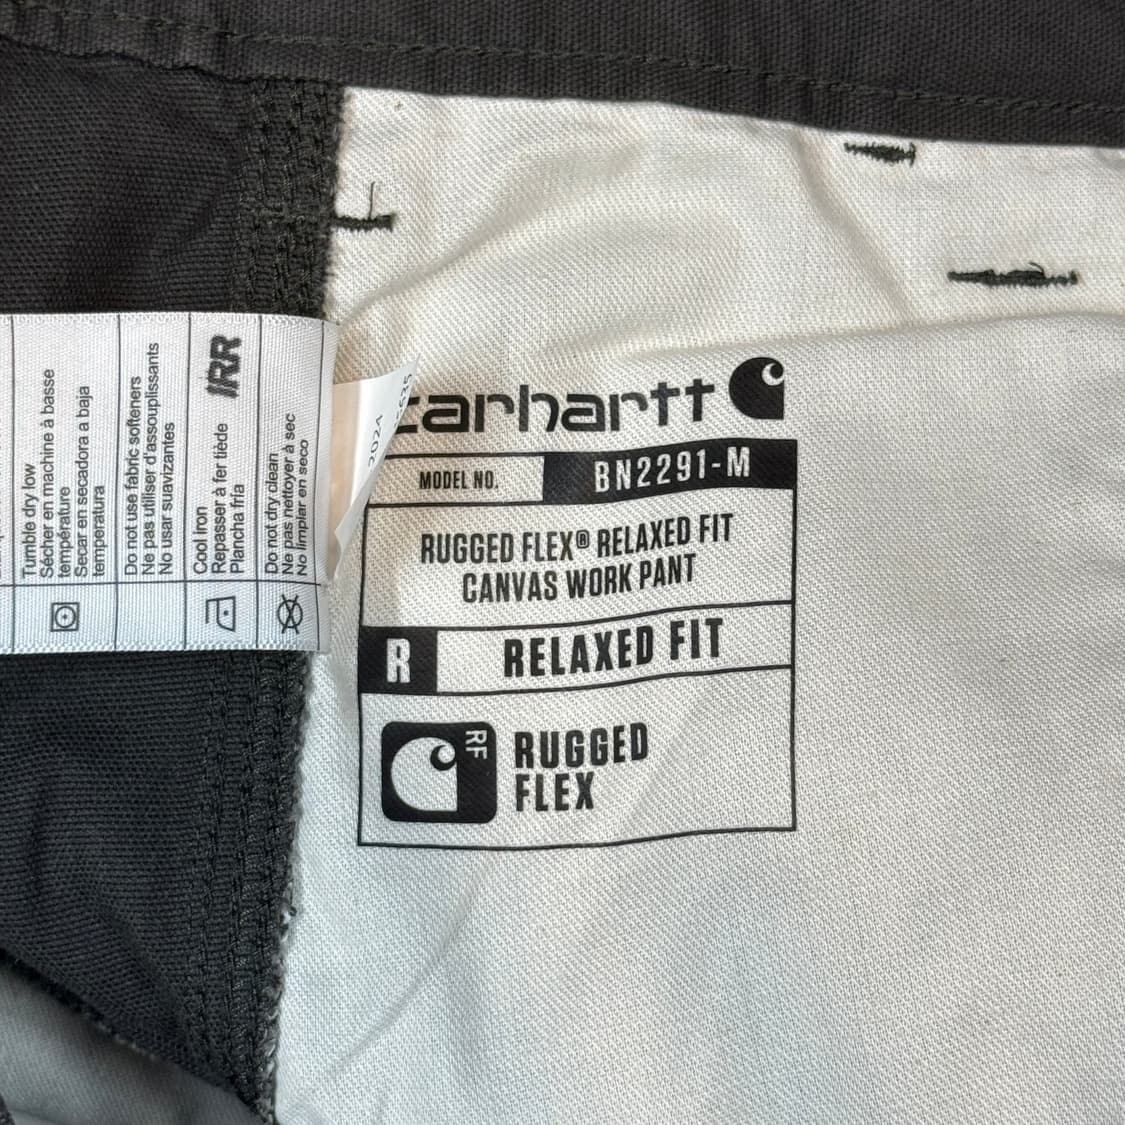 Tumble dry low
Sécher en machine à basse
température
Secar en secadora a baja
temperatura
Do not use fabric softeners
Ne pas utiliser d'assouplissants
No usar suavizantes
IRR
Cool Iron
Repasser à fer tiède
Plancha fría
Do not dry clean
Ne pas nettoyer à sec
No limpiar en seco
2024
carhartt
MODEL NO. BN2291-M
RUGGED FLEX® RELAXED FIT
CANVAS WORK PANT
R RELAXED FIT
RF
RUGGED
FLEX